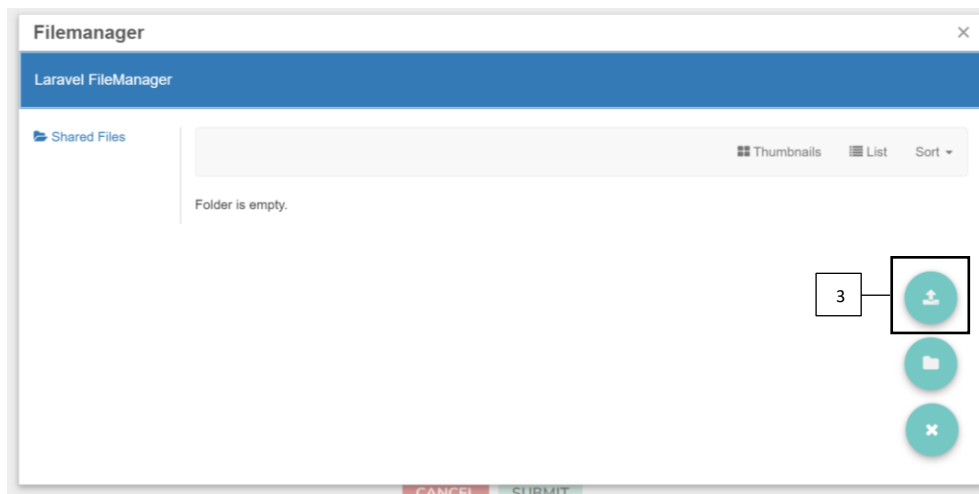 Filemanager
Laravel FileManager
Shared Files
Thumbnails List Sort
Folder is empty.
3
CANCEL SUBMIT